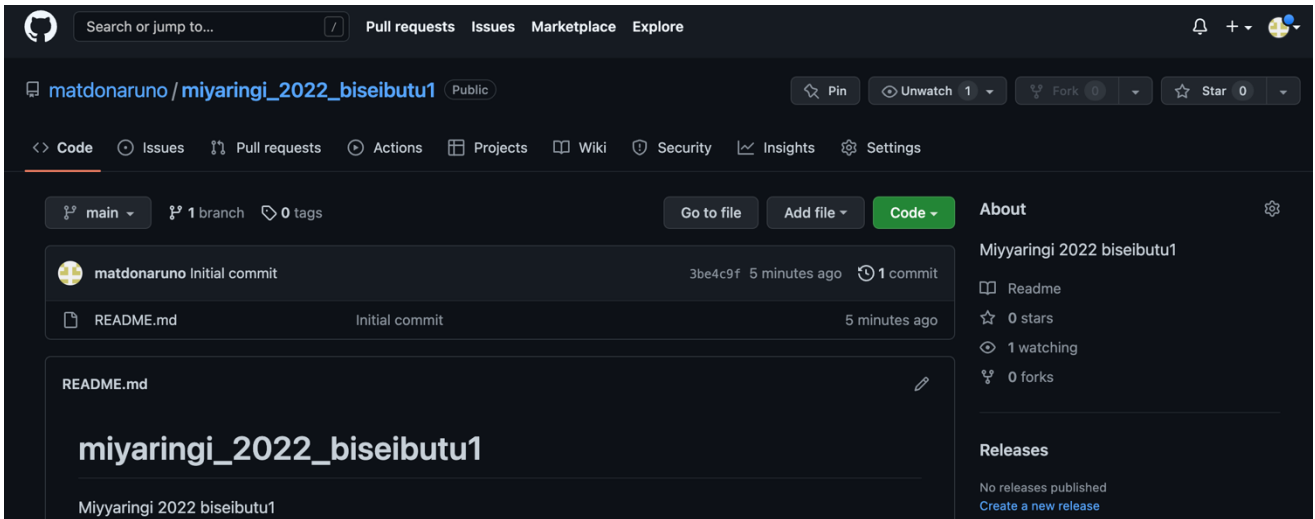 Search or jump to... / Pull requests Issues Marketplace Explore
matdonaruno / miyaringi_2022_biseibutu1 Public Pin Unwatch 1 Fork 0 Star 0
Code Issues Pull requests Actions Projects Wiki Security Insights Settings
main 1 branch 0 tags Go to file Add file Code
matdonaruno Initial commit 3be4c9f 5 minutes ago 1 commit
README.md Initial commit 5 minutes ago
README.md
miyaringi_2022_biseibutu1
Miyyaringi 2022 biseibutu1
About
Miyyaringi 2022 biseibutu1
Readme
0 stars
1 watching
0 forks
Releases
No releases published
Create a new release